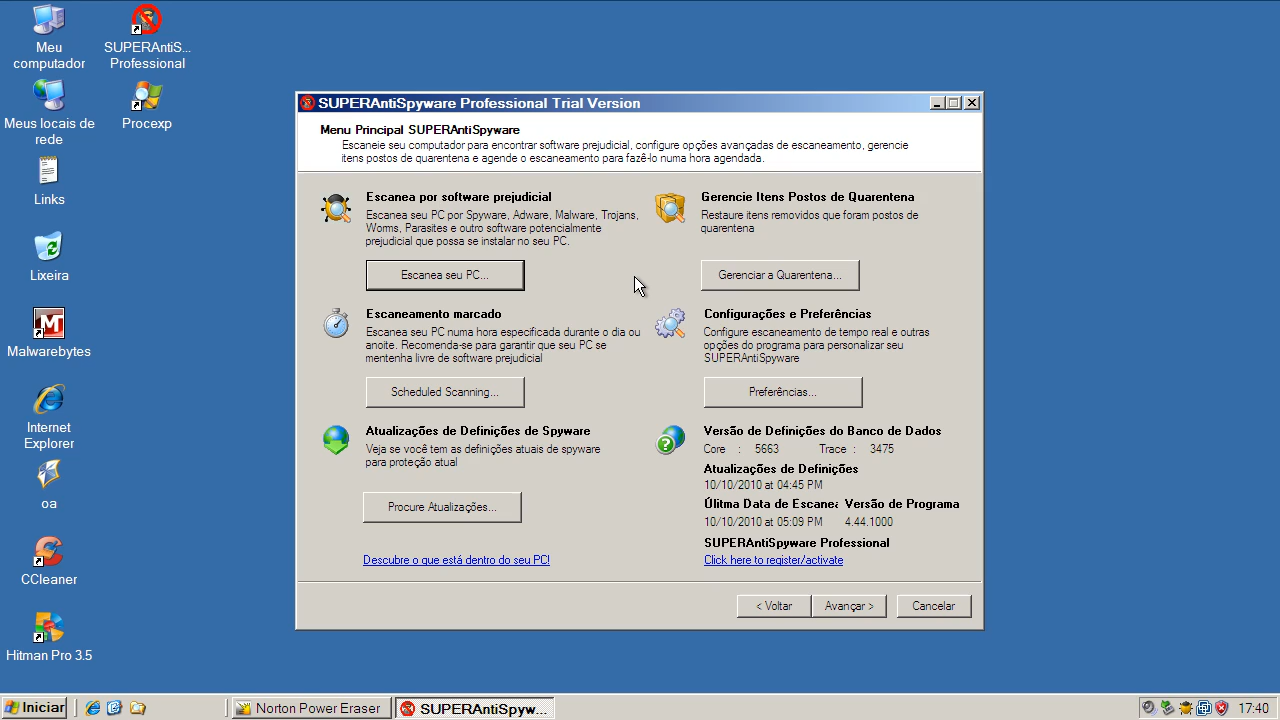 Meu
computador
SUPERAntiS...
Professional
Meus locais de
rede
Procexp
Links
Lixeira
Malwarebytes
Internet
Explorer
oa
CCleaner
Hitman Pro 3.5
SUPERAntiSpyware Professional Trial Version
Menu Principal SUPERAntiSpyware
Escaneie seu computador para encontrar software prejudicial, configure opções avançadas de escaneamento, gerencie
itens postos de quarentena e agende o escaneamento para fazê-lo numa hora agendada.
Escanea por software prejudicial
Escanea seu PC por Spyware, Adware, Malware, Trojans,
Worms, Parasites e outro software potencialmente
prejudicial que possa se instalar no seu PC.
Escanea seu PC...
Gerencie Itens Postos de Quarentena
Restaure itens removidos que foram postos de
quarentena
Gerenciar a Quarentena...
Escaneamento marcado
Escanea seu PC numa hora especificada durante o dia ou
anoite. Recomenda-se para garantir que seu PC se
mentenha livre de software prejudicial
Scheduled Scanning...
Configurações e Preferências
Configure escaneamento de tempo real e outras
opções do programa para personalizar seu
SUPERAntiSpyware
Preferências...
Atualizações de Definições de Spyware
Veja se você tem as definições atuais de spyware
para proteção atual
Procure Atualizações...
Descubre o que está dentro do seu PC!
Versão de Definições do Banco de Dados
Core : 5663 Trace : 3475
Atualizações de Definições
10/10/2010 at 04:45 PM
Úlitma Data de Escanea Versão de Programa
10/10/2010 at 05:09 PM 4.44.1000
SUPERAntiSpyware Professional
Click here to register/activate
< Voltar
Avançar >
Cancelar
Iniciar
Norton Power Eraser
SUPERAntiSpyw...
17:40